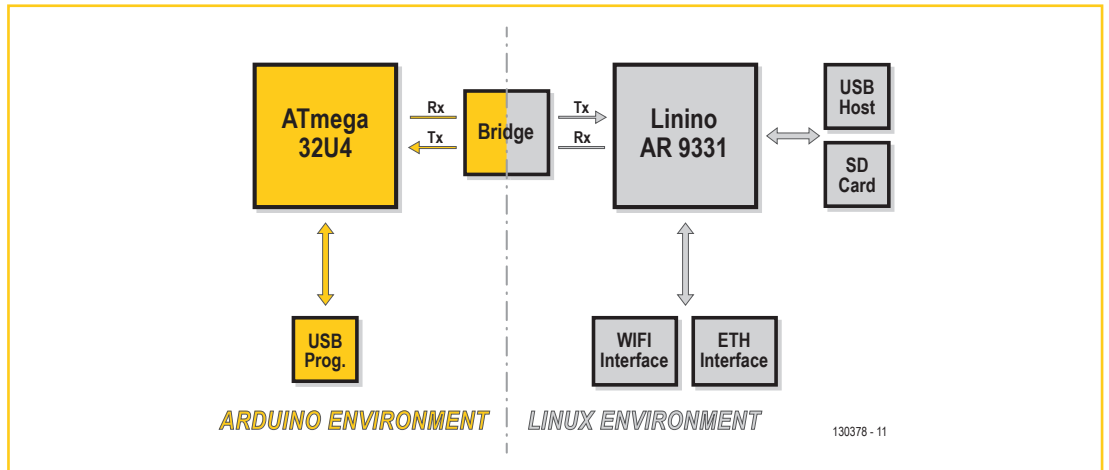 ATmega
32U4
Rx
Tx
Bridge
Tx
Rx
Linino
AR 9331
USB
Host
SD
Card
USB
Prog.
WIFI
Interface
ETH
Interface
ARDUINO ENVIRONMENT
LINUX ENVIRONMENT
130378 - 11